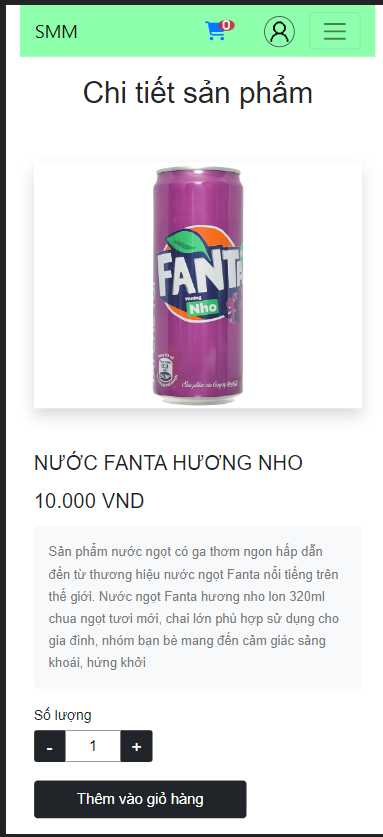 SMM
0
Chi tiết sản phẩm
FANTA
Hương
Nho
NƯỚC FANTA HƯƠNG NHO
10.000 VND
Sản phẩm nước ngọt có ga thơm ngon hấp dẫn
đến từ thương hiệu nước ngọt Fanta nổi tiếng trên
thế giới. Nước ngọt Fanta hương nho lon 320ml
chua ngọt tươi mới, chai lớn phù hợp sử dụng cho
gia đình, nhóm bạn bè mang đến cảm giác sảng
khoái, hứng khởi
Số lượng
- 1 +
Thêm vào giỏ hàng